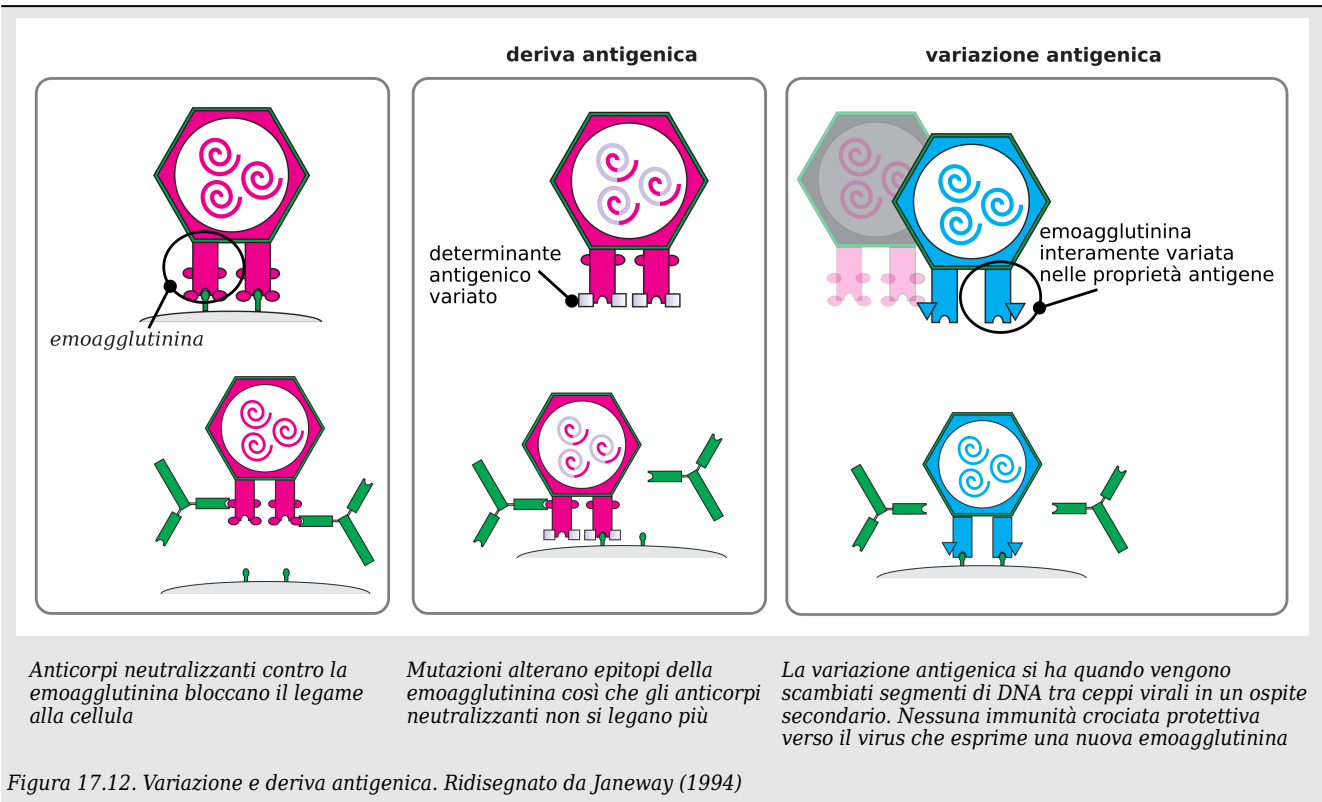 deriva antigenica
variazione antigenica
emoagglutinina
determinante
antigenico
variato
emoagglutinina
interamente variata
nelle proprietà antigene
Anticorpi neutralizzanti contro la
emoagglutinina bloccano il legame
alla cellula
Mutazioni alterano epitopi della
emoagglutinina così che gli anticorpi
neutralizzanti non si legano più
La variazione antigenica si ha quando vengono
scambiati segmenti di DNA tra ceppi virali in un ospite
secondario. Nessuna immunità crociata protettiva
verso il virus che esprime una nuova emoagglutinina
Figura 17.12. Variazione e deriva antigenica. Ridisegnato da Janeway (1994)